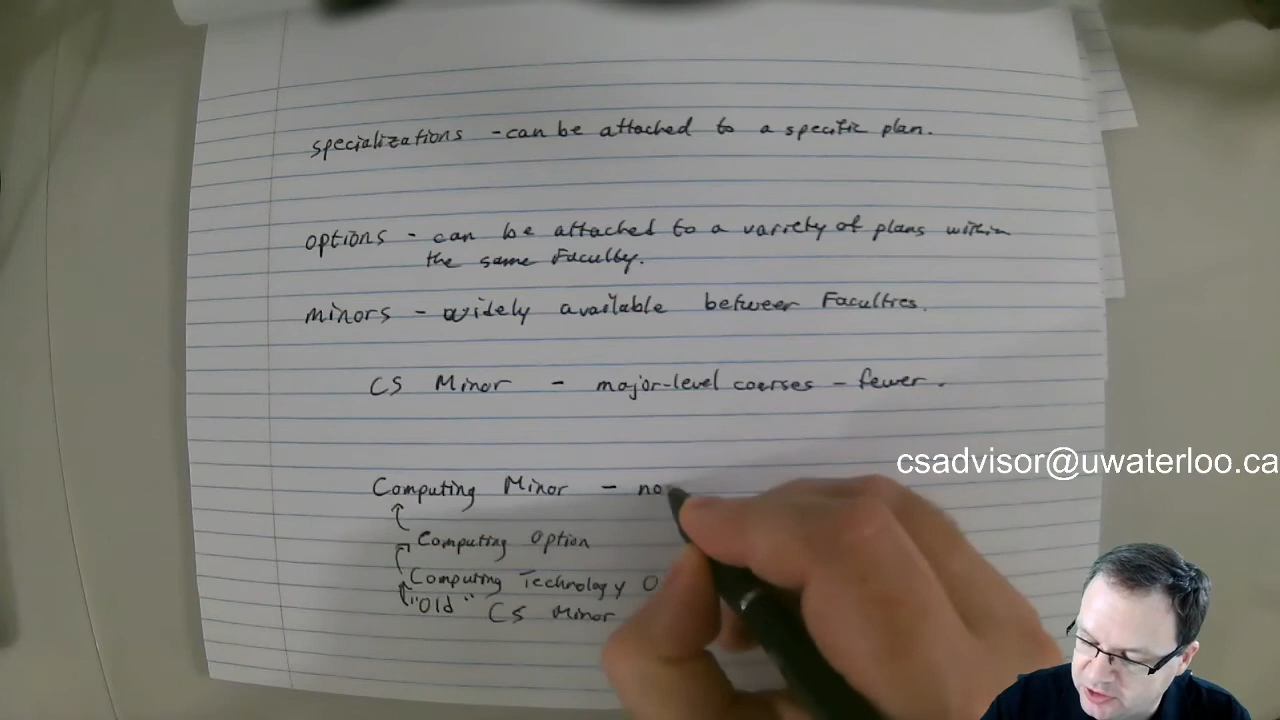 specializations - can be attached to a specific plan.
options - can be attached to a variety of plans within
the same Faculty.
minors - widely available between Faculties.
CS Minor - major-level courses - fewer.
csadvisor@uwaterloo.ca
Computing Minor - no
Computing Option
Computing Technology O
"Old" CS Minor